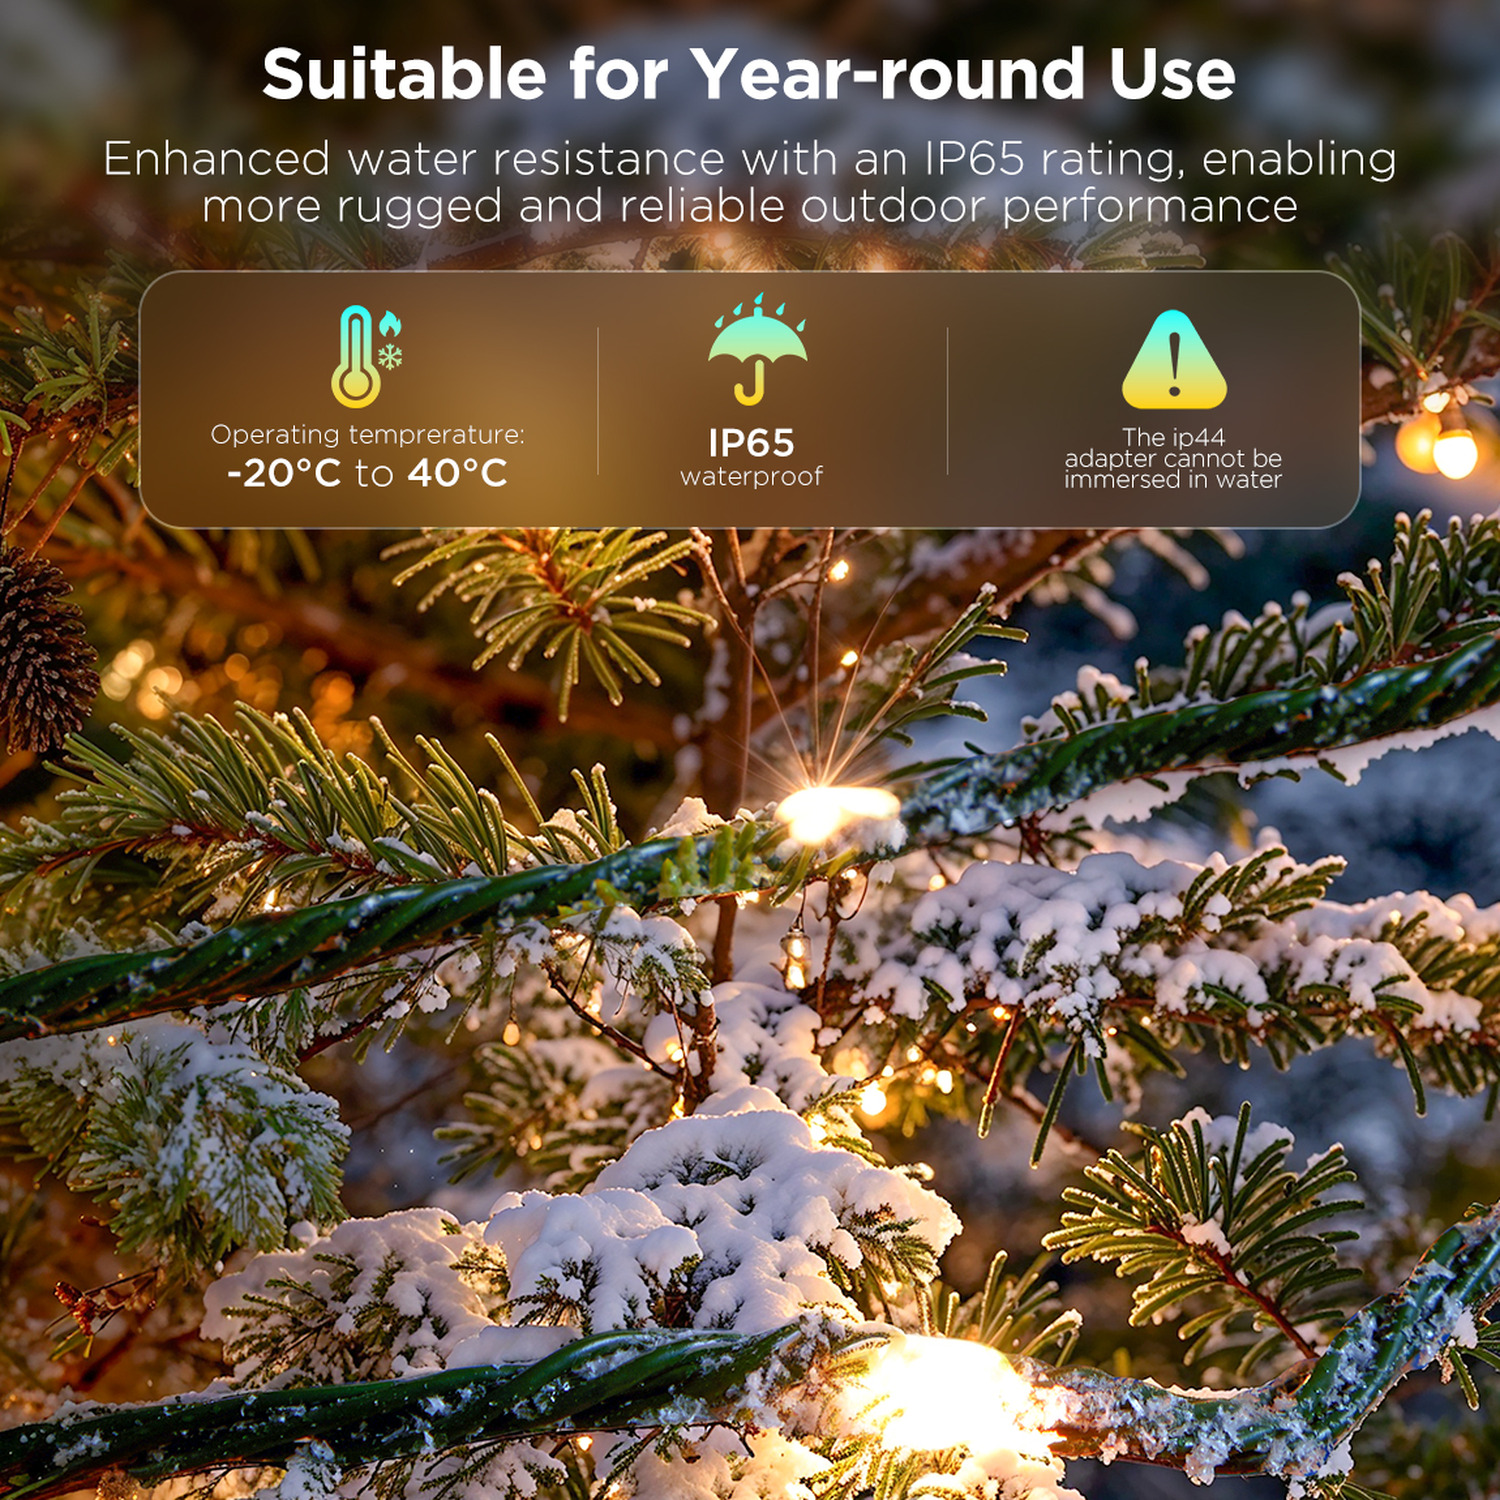 Suitable for Year-round Use
Enhanced water resistance with an IP65 rating, enabling
more rugged and reliable outdoor performance
Operating temprerature:
-20°C to 40°C
IP65
waterproof
The ip44
adapter cannot be
immersed in water